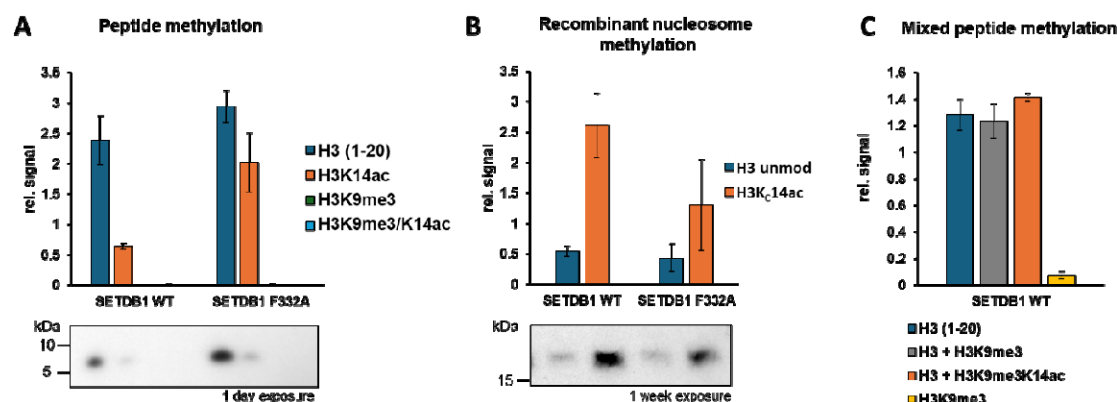 A
Peptide methylation
3.5
3
2.5
2
1.5
1
0.5
0
rel. signal
SETDB1 WT
SETDB1 F332A
H3 (1-20)
H3K14ac
H3K9me3
H3K9me3/K14ac
kDa
10
5
1 day exposure
B
Recombinant nucleosome
methylation
3.5
3
2.5
2
1.5
1
0.5
0
rel. signal
SETDB1 WT
SETDB1 F332A
H3 unmod
H3KC14ac
kDa
15
1 week exposure
C
Mixed peptide methylation
1.6
1.4
1.2
1
0.8
0.6
0.4
0.2
0
rel. signal
SETDB1 WT
H3 (1-20)
H3 + H3K9me3
H3 + H3K9me3K14ac
H3K9me3